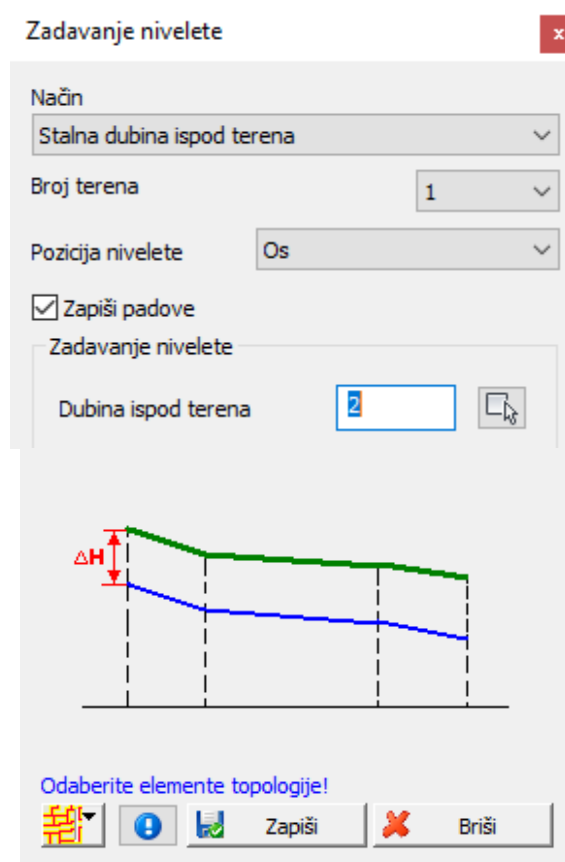 Zadavanje nivelete
x
Način
Stalna dubina ispod terena
Broj terena 1
Pozicija nivelete Os
Zapiši padove
Zadavanje nivelete
Dubina ispod terena 2
△H
Odaberite elemente topologije!
Zapiši Briši